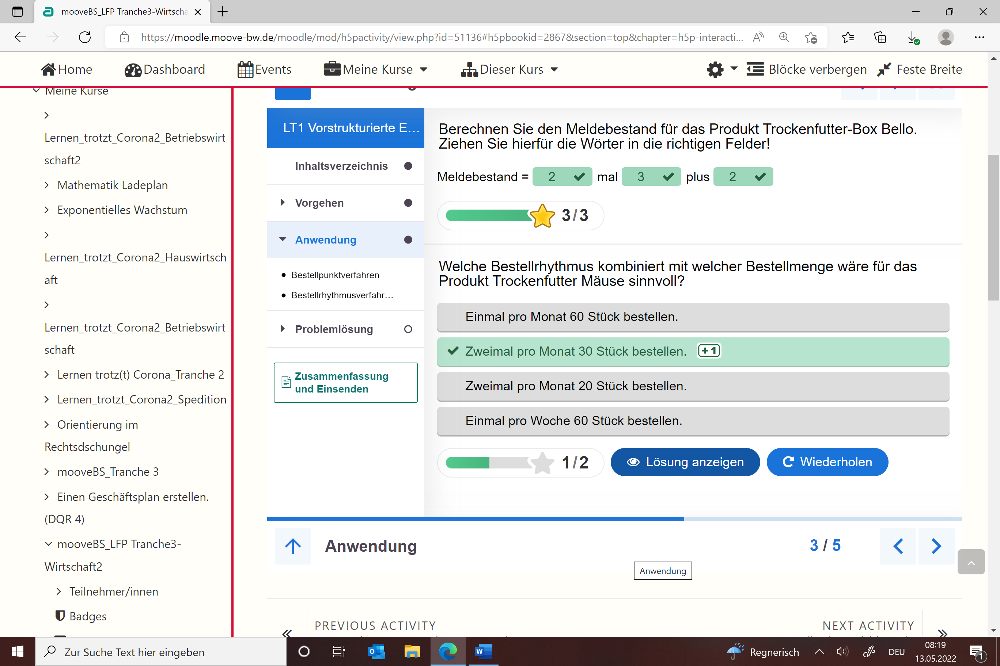 mooveBS_LFP Tranche3-Wirtscha
https://moodle.moove-bw.de/moodle/mod/h5pactivity/view.php?id=51136#h5pbookid=2867&section=top&chapter=h5p-interacti...
Home
Dashboard
Events
Meine Kurse
Dieser Kurs
Blöcke verbergen
Feste Breite
Meine Kurse
Lernen_trotzt_Corona2_Betriebswirt
schaft2
Mathematik Ladeplan
Exponentielles Wachstum
Lernen_trotzt_Corona2_Hauswirtsch
aft
Lernen_trotzt_Corona2_Betriebswirt
schaft
Lernen trotz(t) Corona_Tranche 2
Lernen_trotzt_Corona2_Spedition
Orientierung im
Rechtsdschungel
mooveBS_Tranche 3
Einen Geschäftsplan erstellen.
(DQR 4)
mooveBS_LFP Tranche3-
Wirtschaft2
Teilnehmer/innen
Badges
LT1 Vorstrukturierte E...
Inhaltsverzeichnis
Vorgehen
Anwendung
Bestellpunktverfahren
Bestellrhythmusverfahr...
Problemlösung
Zusammenfassung
und Einsenden
Berechnen Sie den Meldebestand für das Produkt Trockenfutter-Box Bello.
Ziehen Sie hierfür die Wörter in die richtigen Felder!
Meldebestand = 2 mal 3 plus 2
3/3
Welche Bestellrhythmus kombiniert mit welcher Bestellmenge wäre für das
Produkt Trockenfutter Mäuse sinnvoll?
Einmal pro Monat 60 Stück bestellen.
Zweimal pro Monat 30 Stück bestellen. +1
Zweimal pro Monat 20 Stück bestellen.
Einmal pro Woche 60 Stück bestellen.
1/2
Lösung anzeigen
Wiederholen
Anwendung
3 / 5
Anwendung
PREVIOUS ACTIVITY
NEXT ACTIVITY
Zur Suche Text hier eingeben
Regnerisch
DEU
08:19
13.05.2022
1